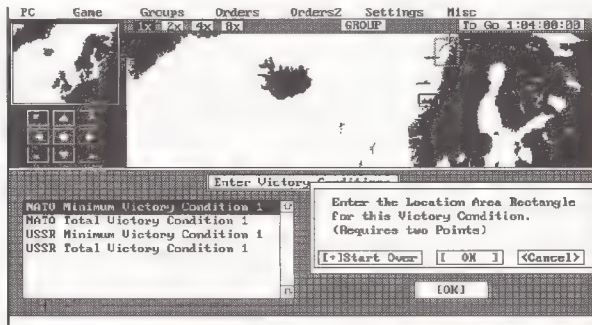 PC Game Groups Orders Orders2 Settings Misc
1x 2x 4x 8x GROUP To Go 1:04:00:00
Enter Victory Conditions
NATO Minimum Victory Condition 1
NATO Total Victory Condition 1
USSR Minimum Victory Condition 1
USSR Total Victory Condition 1
Enter the Location Area Rectangle
for this Victory Condition.
(Requires two Points)
[+]Start Over [ OK ] <Cancel>
[OK]